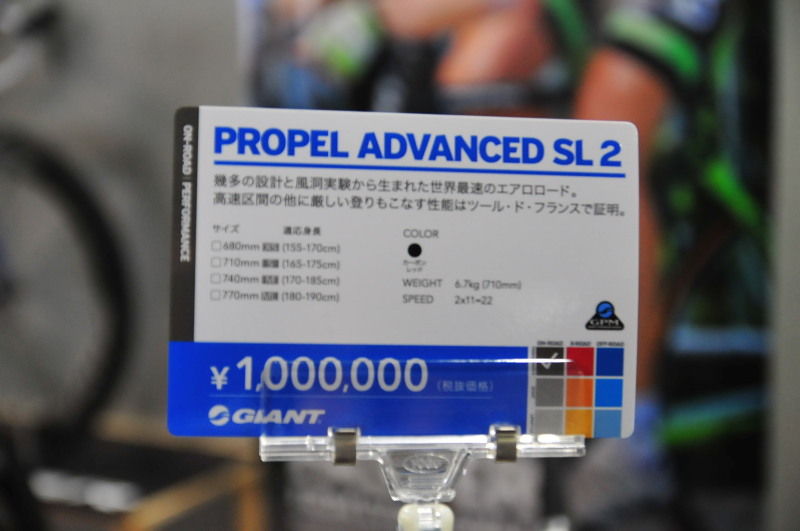 ON-ROAD | PERFORMANCE
PROPEL ADVANCED SL 2
幾多の設計と風洞実験から生まれた世界最速のエアロロード。
高速区間の他に厳しい登りもこなす性能はツール・ド・フランスで証明。
サイズ 適応身長
□680mm XS (155-170cm)
□710mm S (165-175cm)
□740mm M (170-185cm)
□770mm ML (180-190cm)
COLOR
カーボン
レッド
WEIGHT 6.7kg (710mm)
SPEED 2x11=22
GPM
ON-ROAD X-ROAD OFF-ROAD
¥ 1,000,000 (税抜価格)
GIANT